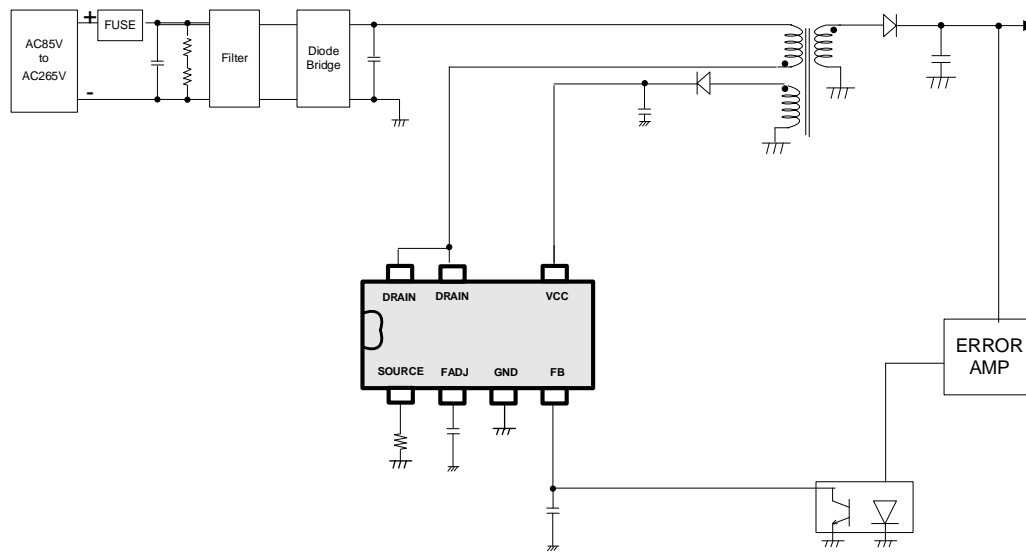 AC85V
to
AC265V
+
-
FUSE
Filter
Diode
Bridge
DRAIN
DRAIN
VCC
SOURCE
FADJ
GND
FB
ERROR
AMP